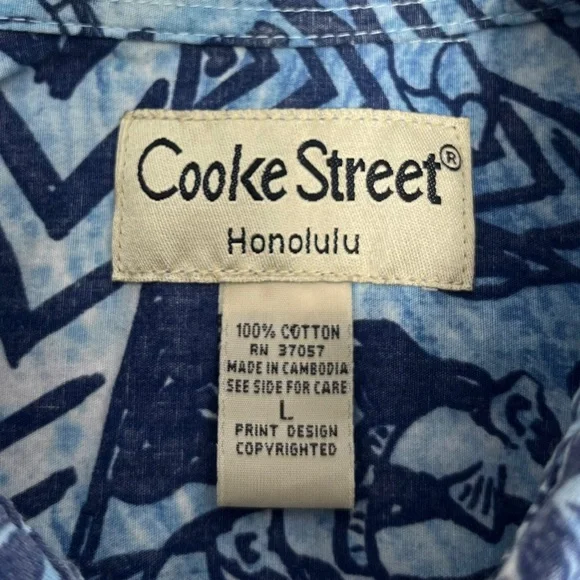 Cooke Street®
Honolulu
100% COTTON
RN 37057
MADE IN CAMBODIA
SEE SIDE FOR CARE
L
PRINT DESIGN
COPYRIGHTED